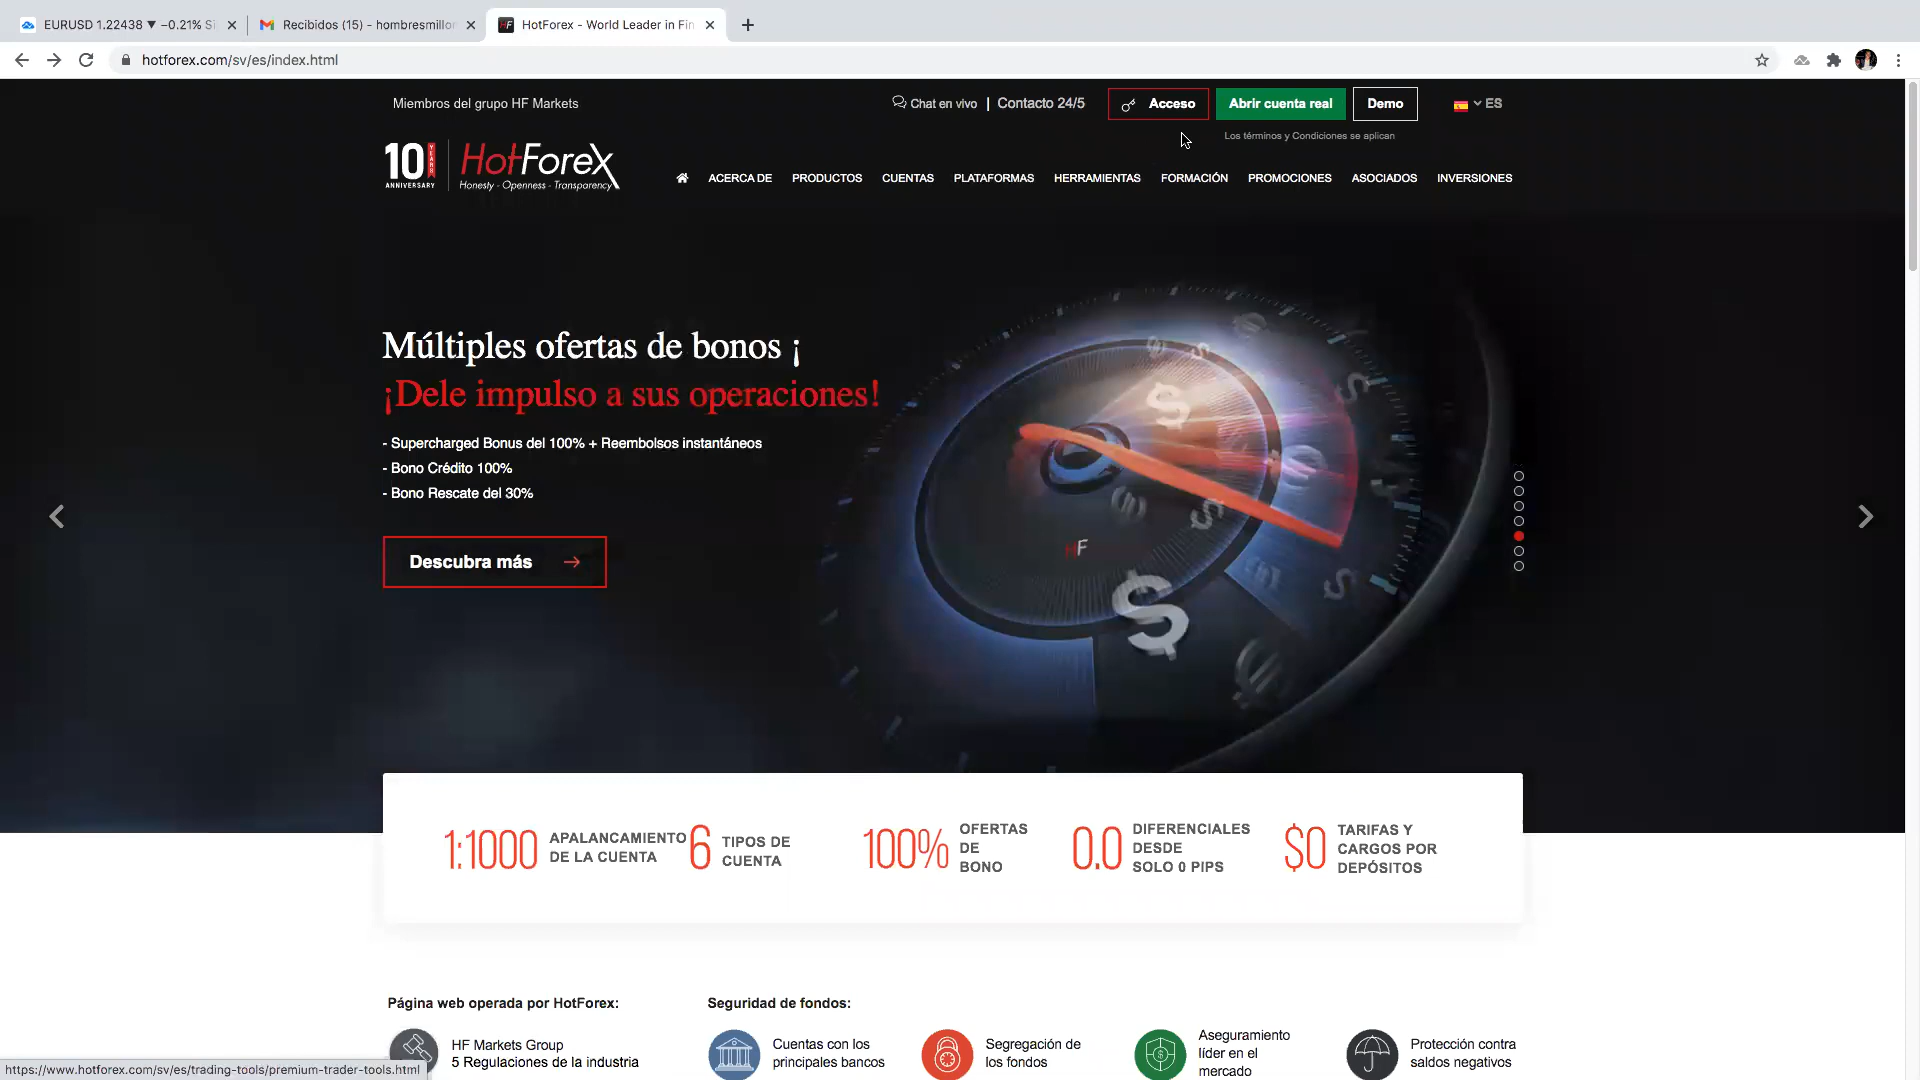 EURUSD 1.22438 ▼ −0.21%
Recibidos (15) - hombresmillo
HotForex - World Leader in Fin
hotforex.com/sv/es/index.html
Miembros del grupo HF Markets
Chat en vivo | Contacto 24/5
Acceso
Abrir cuenta real
Demo
ES
Los términos y Condiciones se aplican
10 YEARS
ANNIVERSARY
HotForex
Honesty - Openness - Transparency
ACERCA DE PRODUCTOS CUENTAS PLATAFORMAS HERRAMIENTAS FORMACIÓN PROMOCIONES ASOCIADOS INVERSIONES
Múltiples ofertas de bonos ¡
¡Dele impulso a sus operaciones!
- Supercharged Bonus del 100% + Reembolsos instantáneos
- Bono Crédito 100%
- Bono Rescate del 30%
Descubra más
HF
1:1000 APALANCAMIENTO
DE LA CUENTA
6 TIPOS DE
CUENTA
100% OFERTAS
DE
BONO
0.0 DIFERENCIALES
DESDE
SOLO 0 PIPS
$0 TARIFAS Y
CARGOS POR
DEPÓSITOS
Página web operada por HotForex:
HF Markets Group
5 Regulaciones de la industria
Seguridad de fondos:
Cuentas con los
principales bancos
Segregación de
los fondos
Aseguramiento
líder en el
mercado
Protección contra
saldos negativos
https://www.hotforex.com/sv/es/trading-tools/premium-trader-tools.html